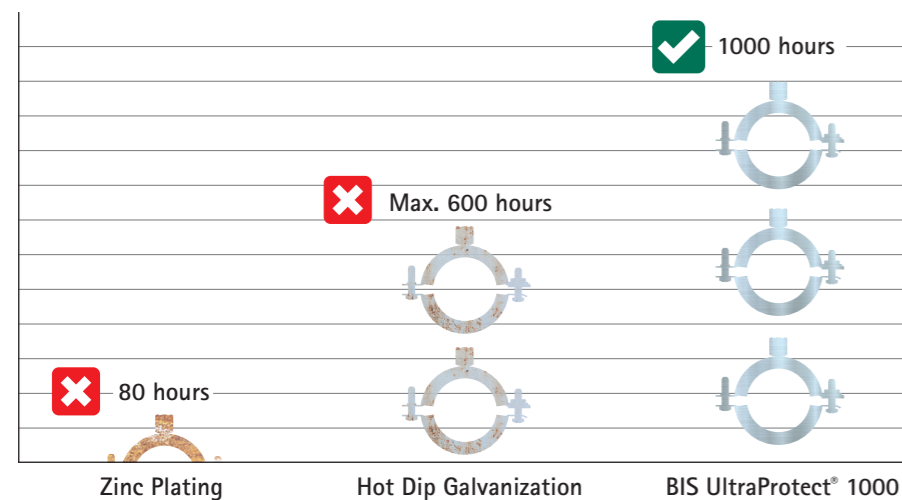 1000 hours
Max. 600 hours
80 hours
Zinc Plating
Hot Dip Galvanization
BIS UltraProtect® 1000